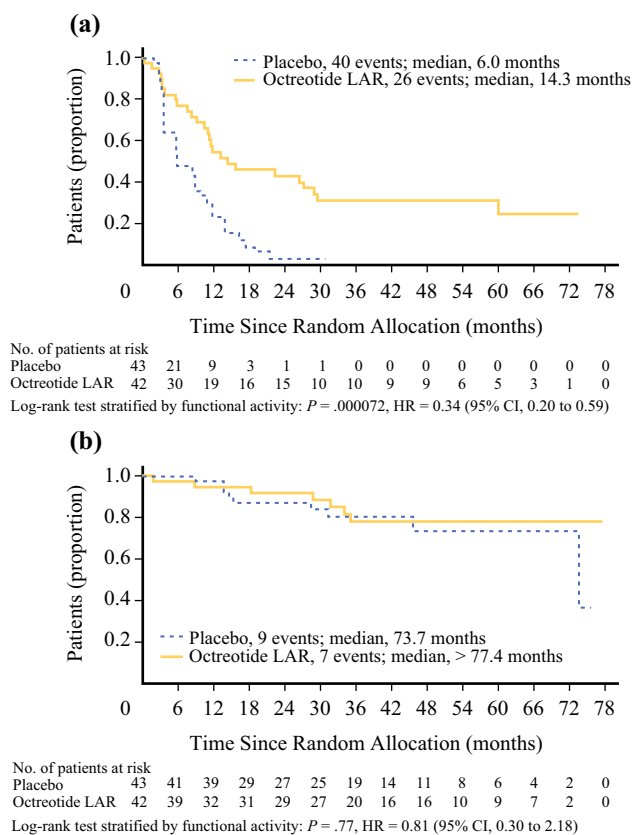 (a)
1.0
0.8
0.6
0.4
0.2
Patients (proportion)
Placebo, 40 events; median, 6.0 months
Octreotide LAR, 26 events; median, 14.3 months
0 6 12 18 24 30 36 42 48 54 60 66 72 78
Time Since Random Allocation (months)
No. of patients at risk
Placebo 43 21 9 3 1 1 0 0 0 0 0 0 0 0
Octreotide LAR 42 30 19 16 15 10 10 9 9 6 5 3 1 0
Log-rank test stratified by functional activity: P = .000072, HR = 0.34 (95% CI, 0.20 to 0.59)
(b)
1.0
0.8
0.6
0.4
0.2
Patients (proportion)
Placebo, 9 events; median, 73.7 months
Octreotide LAR, 7 events; median, > 77.4 months
0 6 12 18 24 30 36 42 48 54 60 66 72 78
Time Since Random Allocation (months)
No. of patients at risk
Placebo 43 41 39 29 27 25 19 14 11 8 6 4 2 0
Octreotide LAR 42 39 32 31 29 27 20 16 16 10 9 7 2 0
Log-rank test stratified by functional activity: P = .77, HR = 0.81 (95% CI, 0.30 to 2.18)